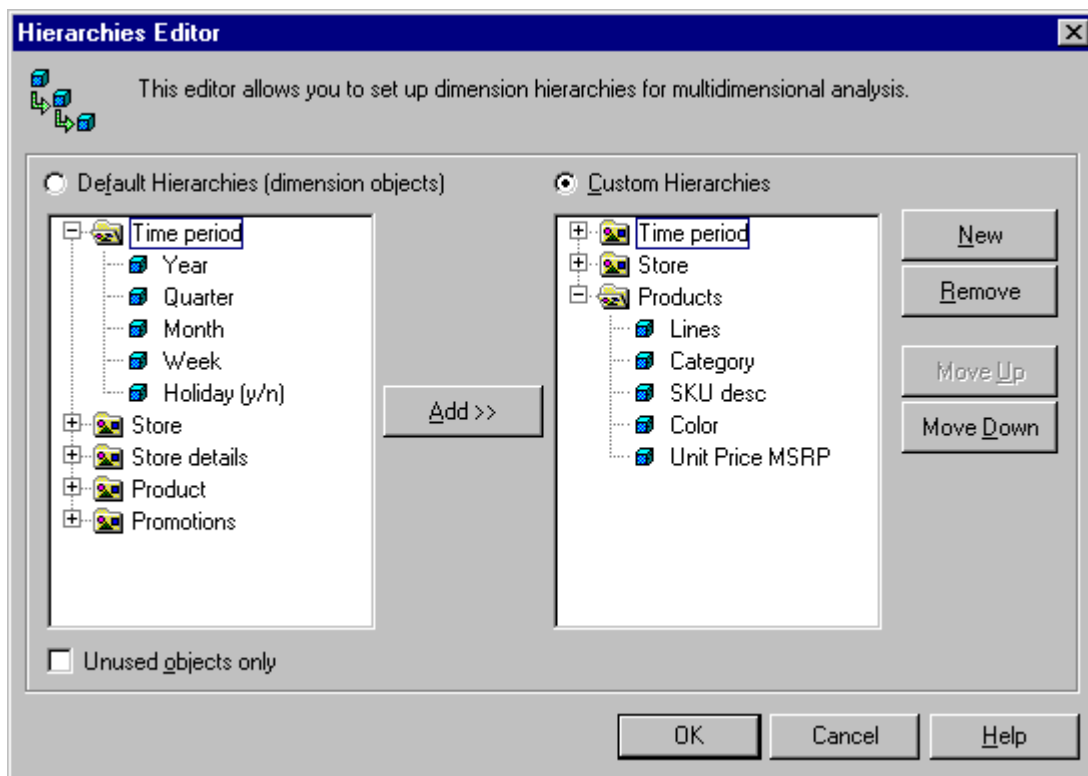 Hierarchies Editor
This editor allows you to set up dimension hierarchies for multidimensional analysis.
Default Hierarchies (dimension objects)
Time period
Year
Quarter
Month
Week
Holiday (y/n)
Store
Store details
Product
Promotions
Unused objects only
Add >>
Custom Hierarchies
Time period
Store
Products
Lines
Category
SKU desc
Color
Unit Price MSRP
New
Remove
Move Up
Move Down
OK
Cancel
Help